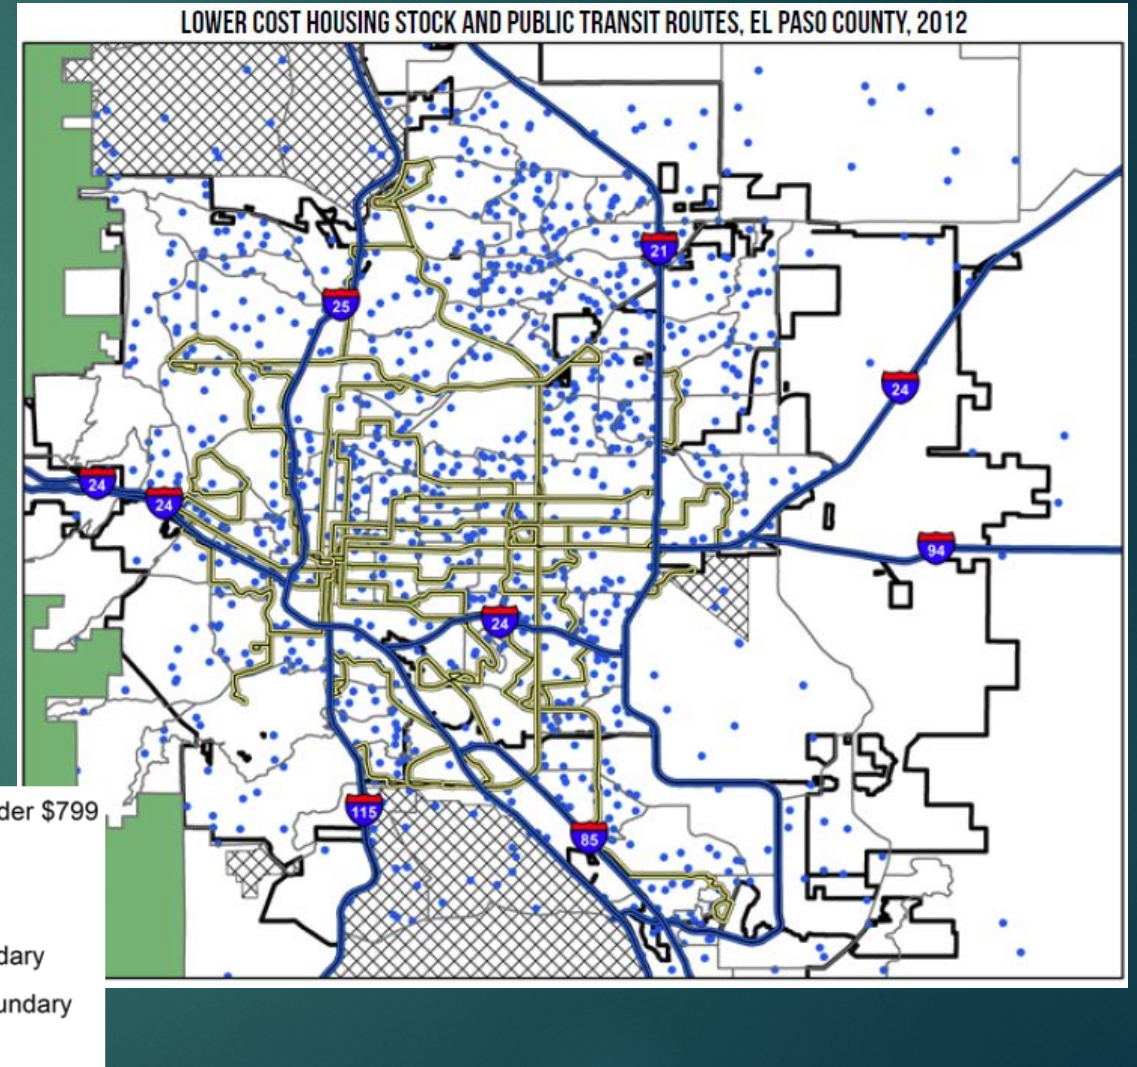 LOWER COST HOUSING STOCK AND PUBLIC TRANSIT ROUTES, EL PASO COUNTY, 2012
21
25
24
24
24
94
24
der $799
115
85
dary
undary